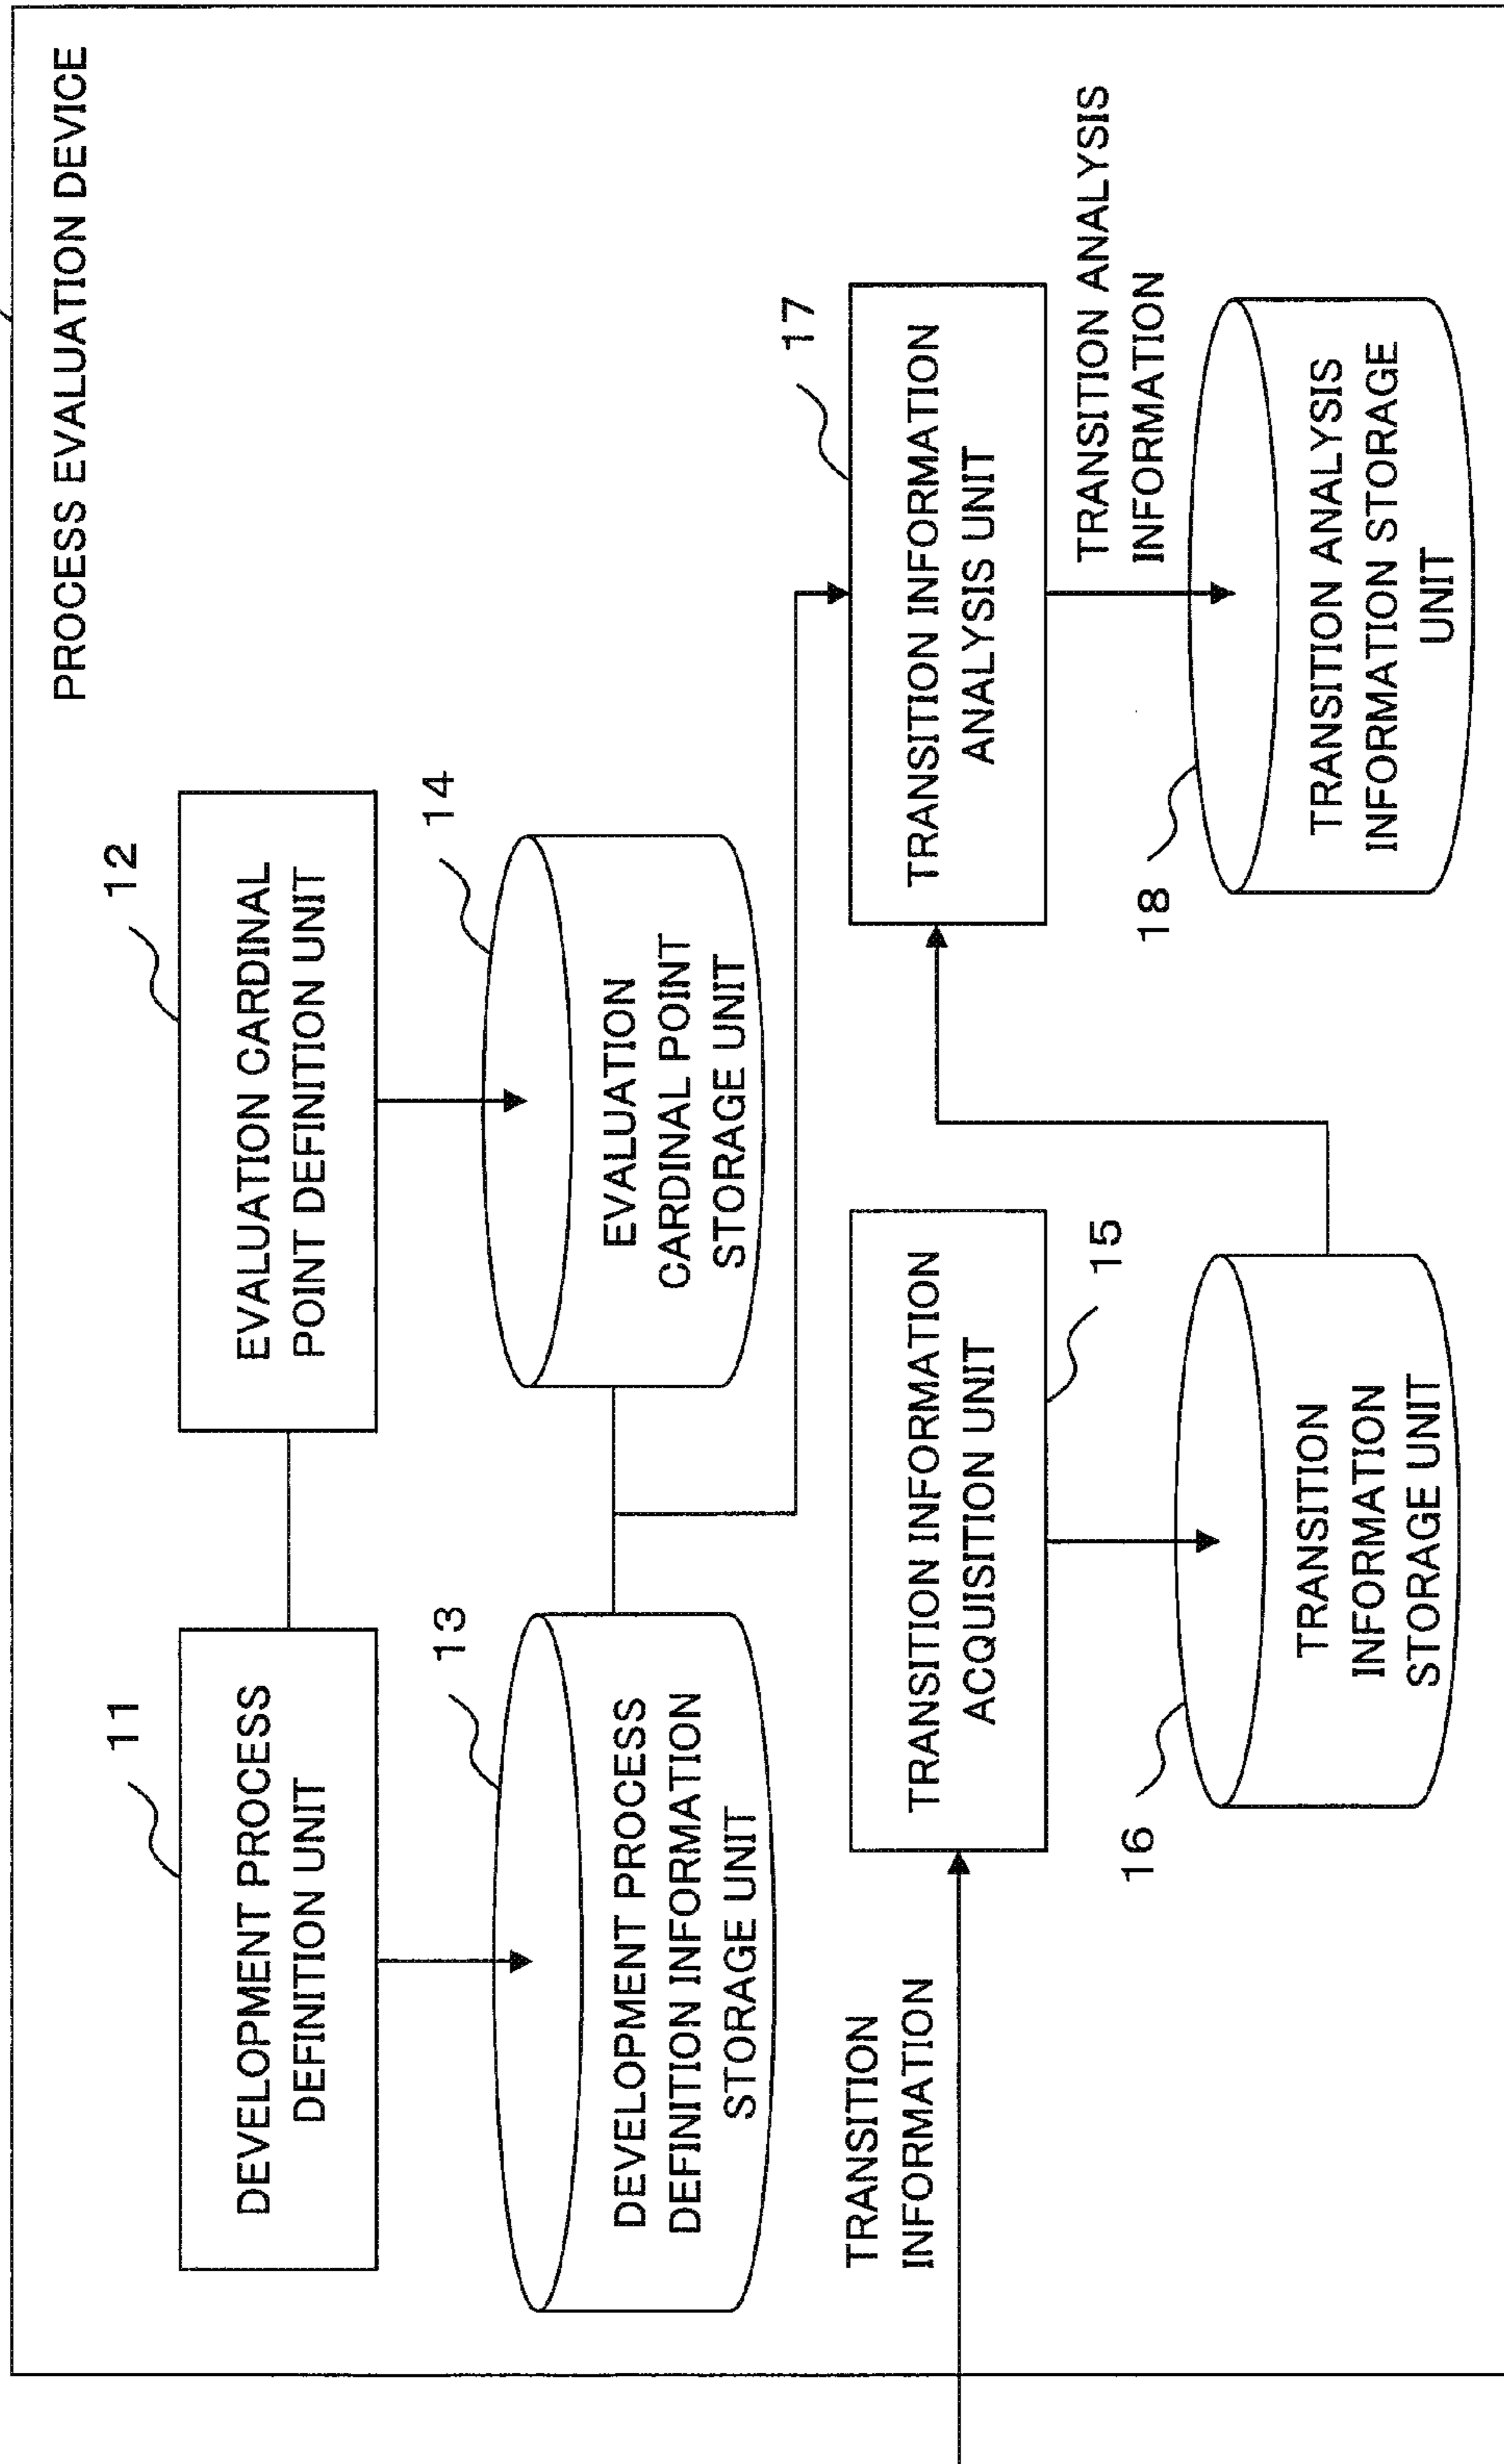 PROCESS EVALUATION DEVICE
11
DEVELOPMENT PROCESS
DEFINITION UNIT
12
EVALUATION CARDINAL
POINT DEFINITION UNIT
13
DEVELOPMENT PROCESS
DEFINITION INFORMATION
STORAGE UNIT
14
EVALUATION
CARDINAL POINT
STORAGE UNIT
TRANSITION
INFORMATION
TRANSITION INFORMATION
ACQUISITION UNIT
15
16
TRANSITION
INFORMATION
STORAGE UNIT
17
TRANSITION INFORMATION
ANALYSIS UNIT
TRANSITION ANALYSIS
INFORMATION
18
TRANSITION ANALYSIS
INFORMATION STORAGE
UNIT